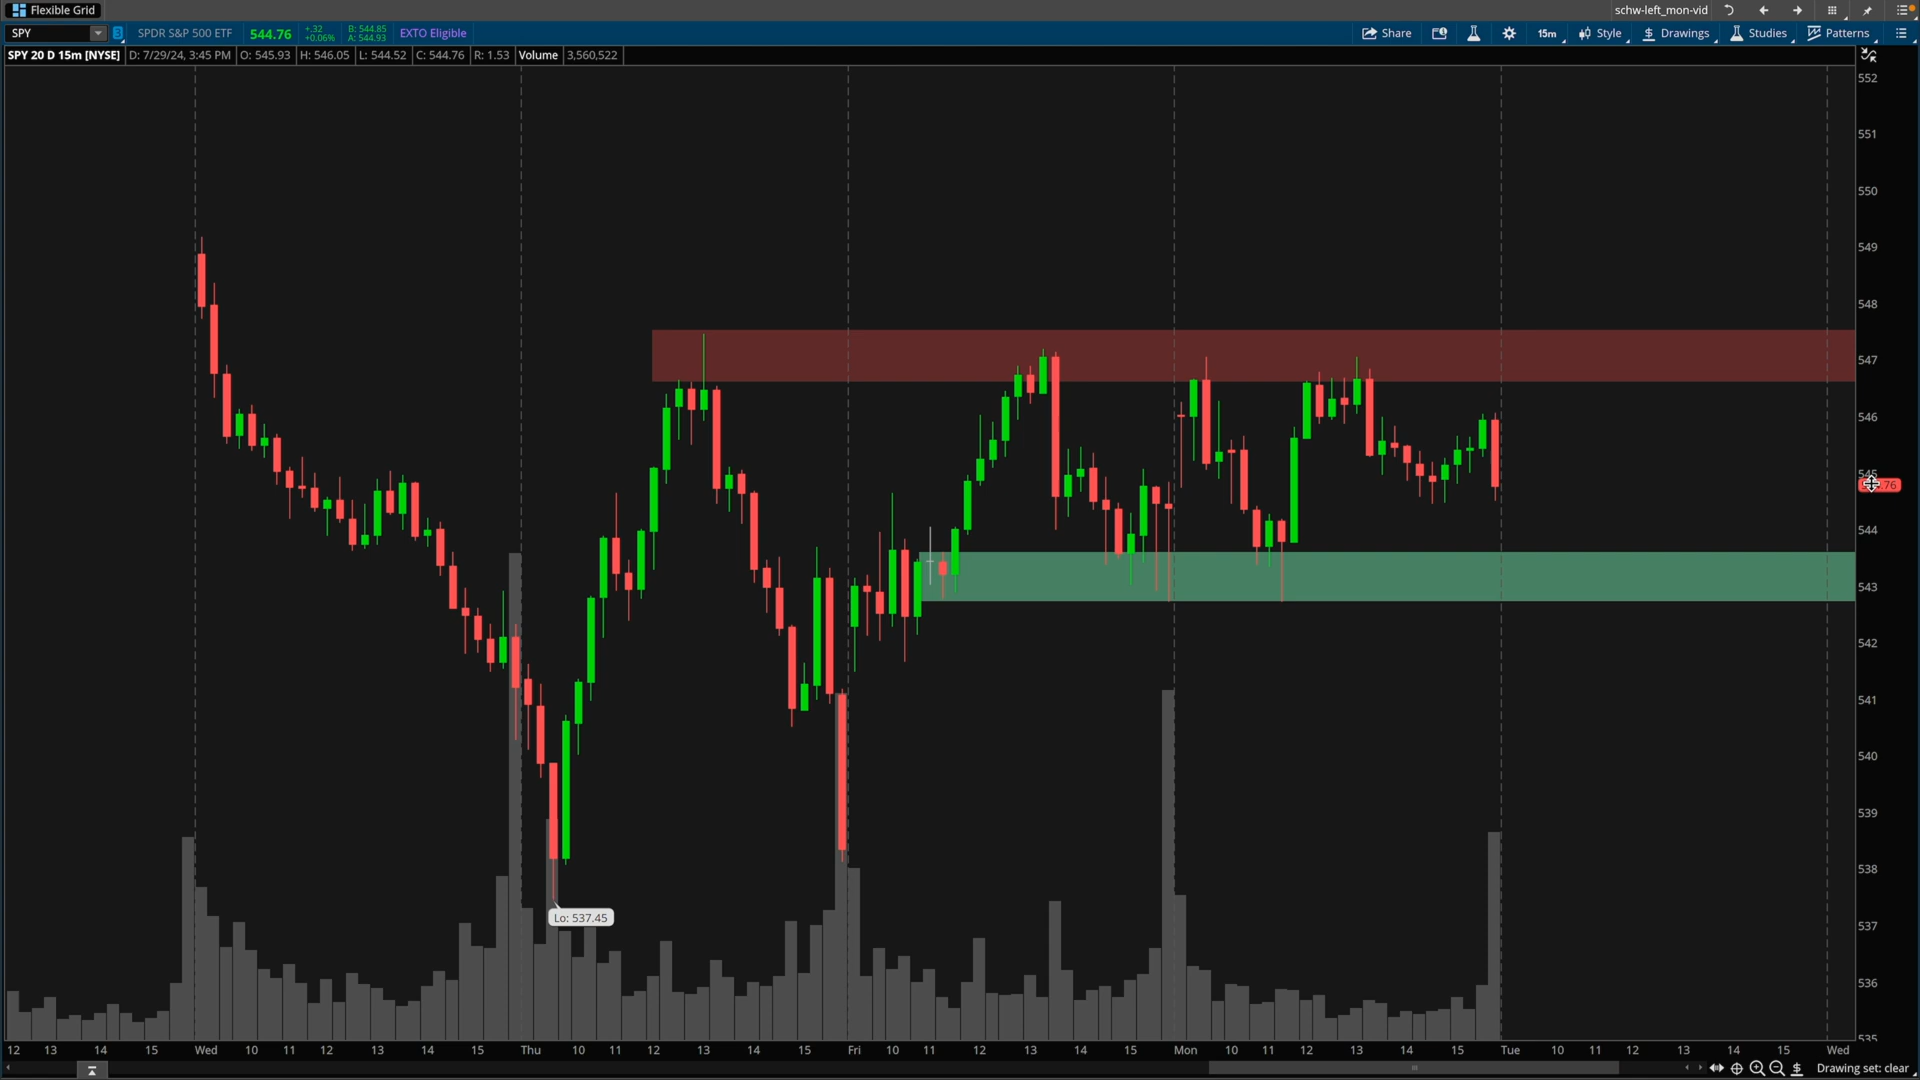 Flexible Grid
schw-left_mon-vid
SPY
3
SPDR S&P 500 ETF
544.76
+.32
+0.06%
B: 544.85
A: 544.93
EXTO Eligible
Share
15m
Style
$ Drawings
Studies
Patterns
SPY 20 D 15m [NYSE]
D: 7/29/24, 3:45 PM
O: 545.93
H: 546.05
L: 544.52
C: 544.76
R: 1.53
Volume
3,560,522
552
551
550
549
548
547
546
545
544
543
542
541
540
539
538
537
536
535
Lo: 537.45
12 13 14 15 Wed 10 11 12 13 14 15 Thu 10 11 12 13 14 15 Fri 10 11 12 13 14 15 Mon 10 11 12 13 14 15 Tue 10 11 12 13 14 15 Wed
$
Drawing set: clear